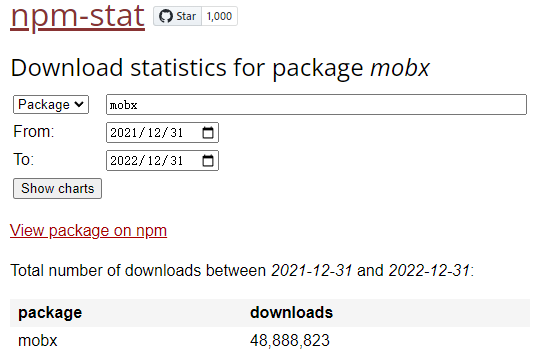 npm-stat Star 1,000
Download statistics for package mobx
Package mobx
From: 2021/12/31
To: 2022/12/31
Show charts
View package on npm
Total number of downloads between 2021-12-31 and 2022-12-31:
package downloads
mobx 48,888,823